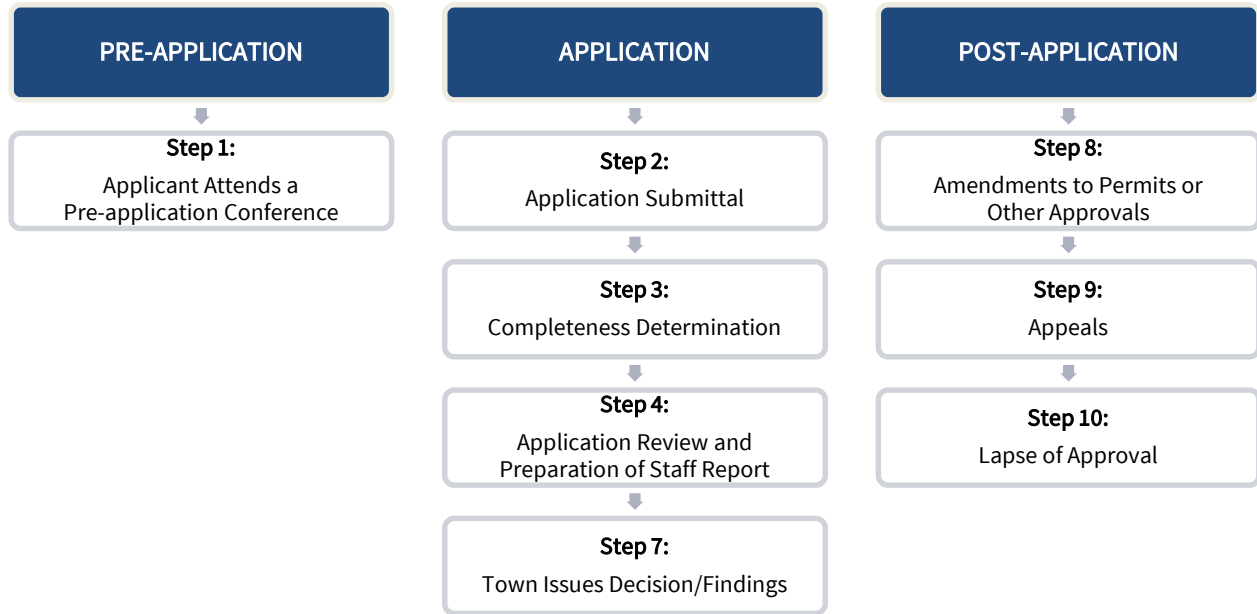 PRE-APPLICATION
Step 1:
Applicant Attends a
Pre-application Conference
APPLICATION
Step 2:
Application Submittal
Step 3:
Completeness Determination
Step 4:
Application Review and
Preparation of Staff Report
Step 7:
Town Issues Decision/Findings
POST-APPLICATION
Step 8:
Amendments to Permits or
Other Approvals
Step 9:
Appeals
Step 10:
Lapse of Approval